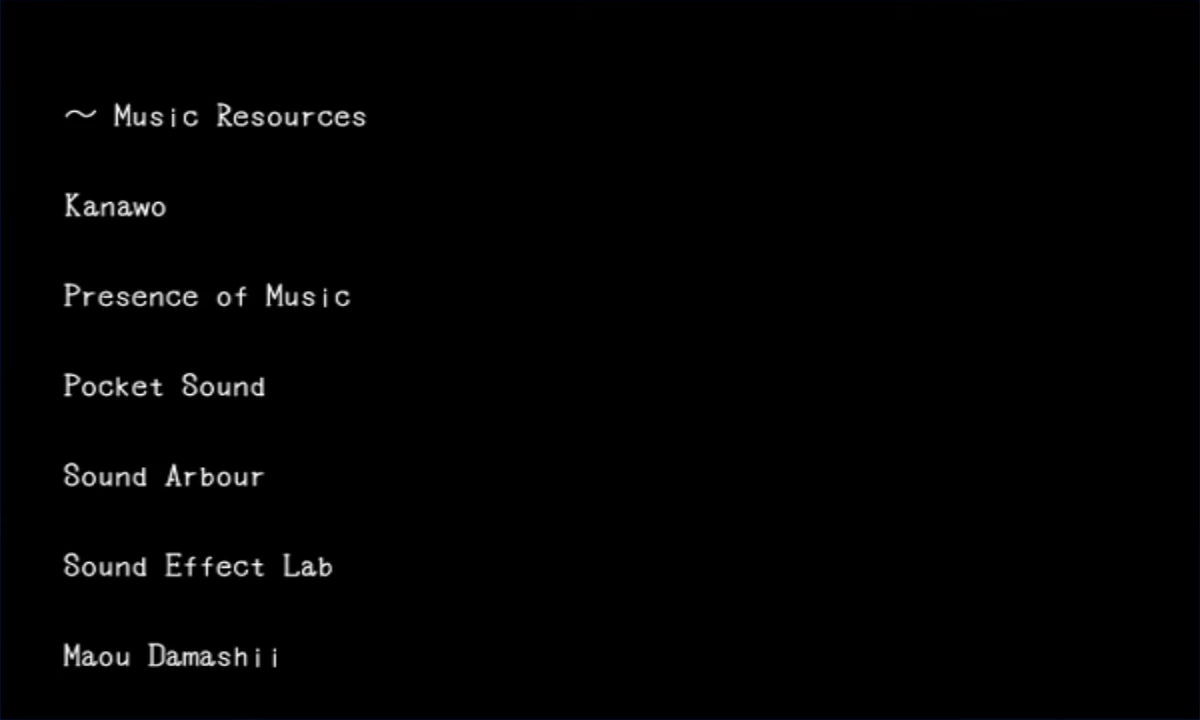 ～ Music Resources
Kanawo
Presence of Music
Pocket Sound
Sound Arbour
Sound Effect Lab
Maou Damashii